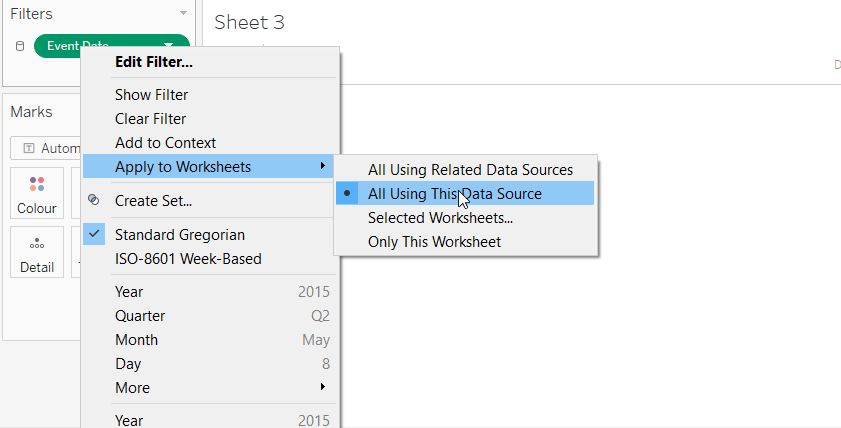 Filters
Sheet 3
Event Date
Edit Filter...
Show Filter
Clear Filter
Add to Context
Apply to Worksheets
All Using Related Data Sources
All Using This Data Source
Selected Worksheets...
Only This Worksheet
Create Set...
Standard Gregorian
ISO-8601 Week-Based
Year 2015
Quarter Q2
Month May
Day 8
More
Year 2015
Marks
Autom
Colour
Detail